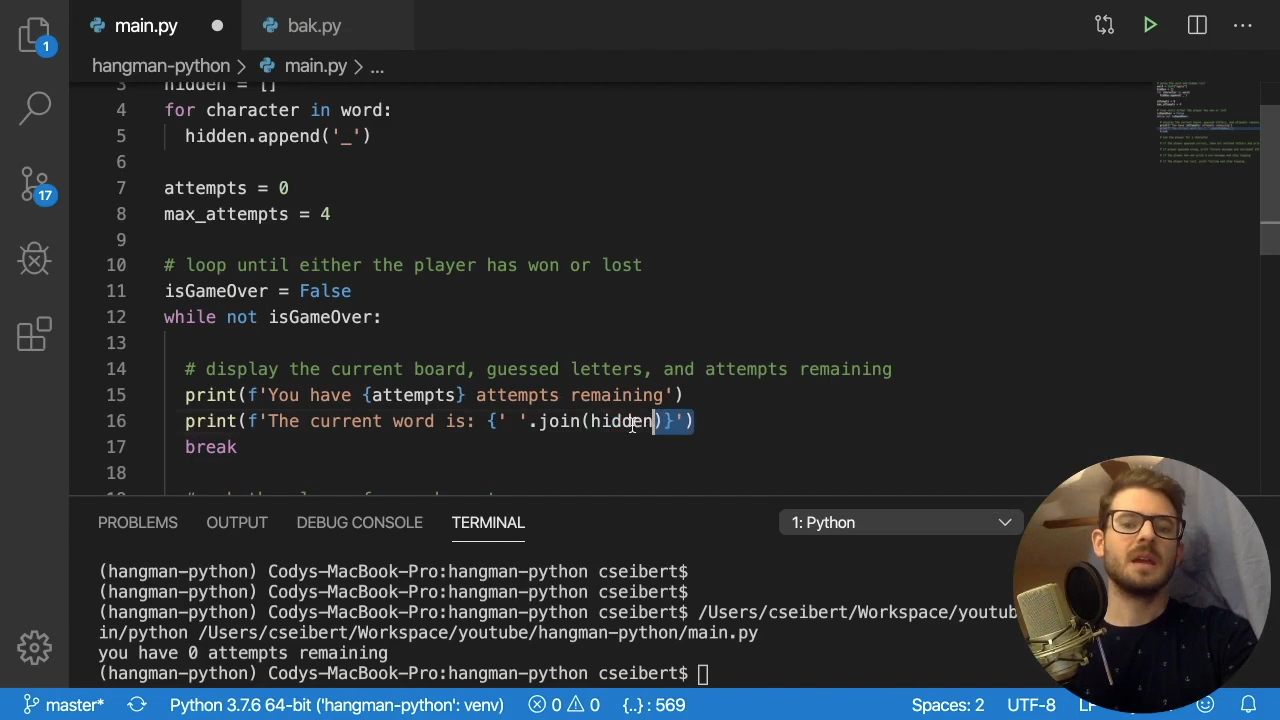 main.py
bak.py
1
hangman-python > main.py > ...
3 hidden = []
4 for character in word:
5 hidden.append('_')
6
7 attempts = 0
8 max_attempts = 4
9
10 # loop until either the player has won or lost
11 isGameOver = False
12 while not isGameOver:
13
14 # display the current board, guessed letters, and attempts remaining
15 print(f'You have {attempts} attempts remaining')
16 print(f'The current word is: {' '.join(hidden)}')
17 break
18
17
PROBLEMS OUTPUT DEBUG CONSOLE TERMINAL 1: Python
(hangman-python) Codys-MacBook-Pro:hangman-python cseibert$
(hangman-python) Codys-MacBook-Pro:hangman-python cseibert$
(hangman-python) Codys-MacBook-Pro:hangman-python cseibert$ /Users/cseibert/Workspace/youtub
in/python /Users/cseibert/Workspace/youtube/hangman-python/main.py
you have 0 attempts remaining
(hangman-python) Codys-MacBook-Pro:hangman-python cseibert$
master* Python 3.7.6 64-bit ('hangman-python': venv) 0 0 {..} : 569 Spaces: 2 UTF-8